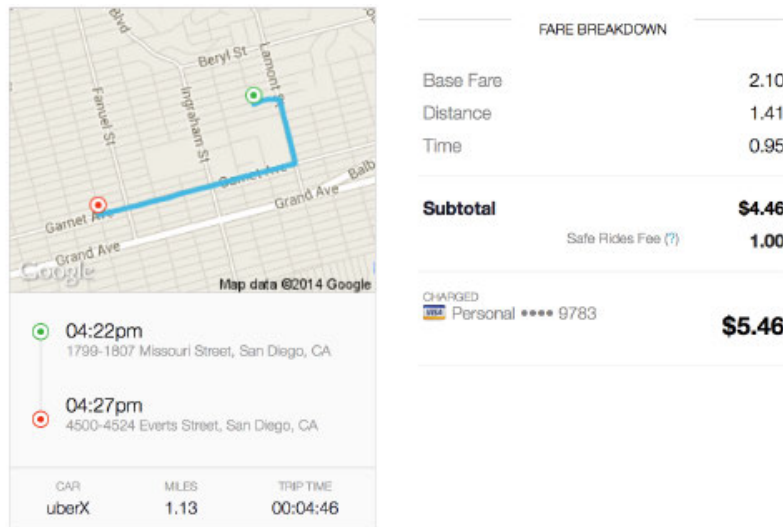 Blvd
Beryl St
Lamont St
Fanuel St
Ingraham St
Garnet Ave
Balb
Grand Ave
Garnet Ave
Grand Ave
Google
Map data ©2014 Google
04:22pm
1799-1807 Missouri Street, San Diego, CA
04:27pm
4500-4524 Everts Street, San Diego, CA
CAR MILES TRIP TIME
uberX 1.13 00:04:46
FARE BREAKDOWN
Base Fare 2.10
Distance 1.41
Time 0.95
Subtotal $4.46
Safe Rides Fee (?) 1.00
CHARGED
VISA Personal •••• 9783 $5.46